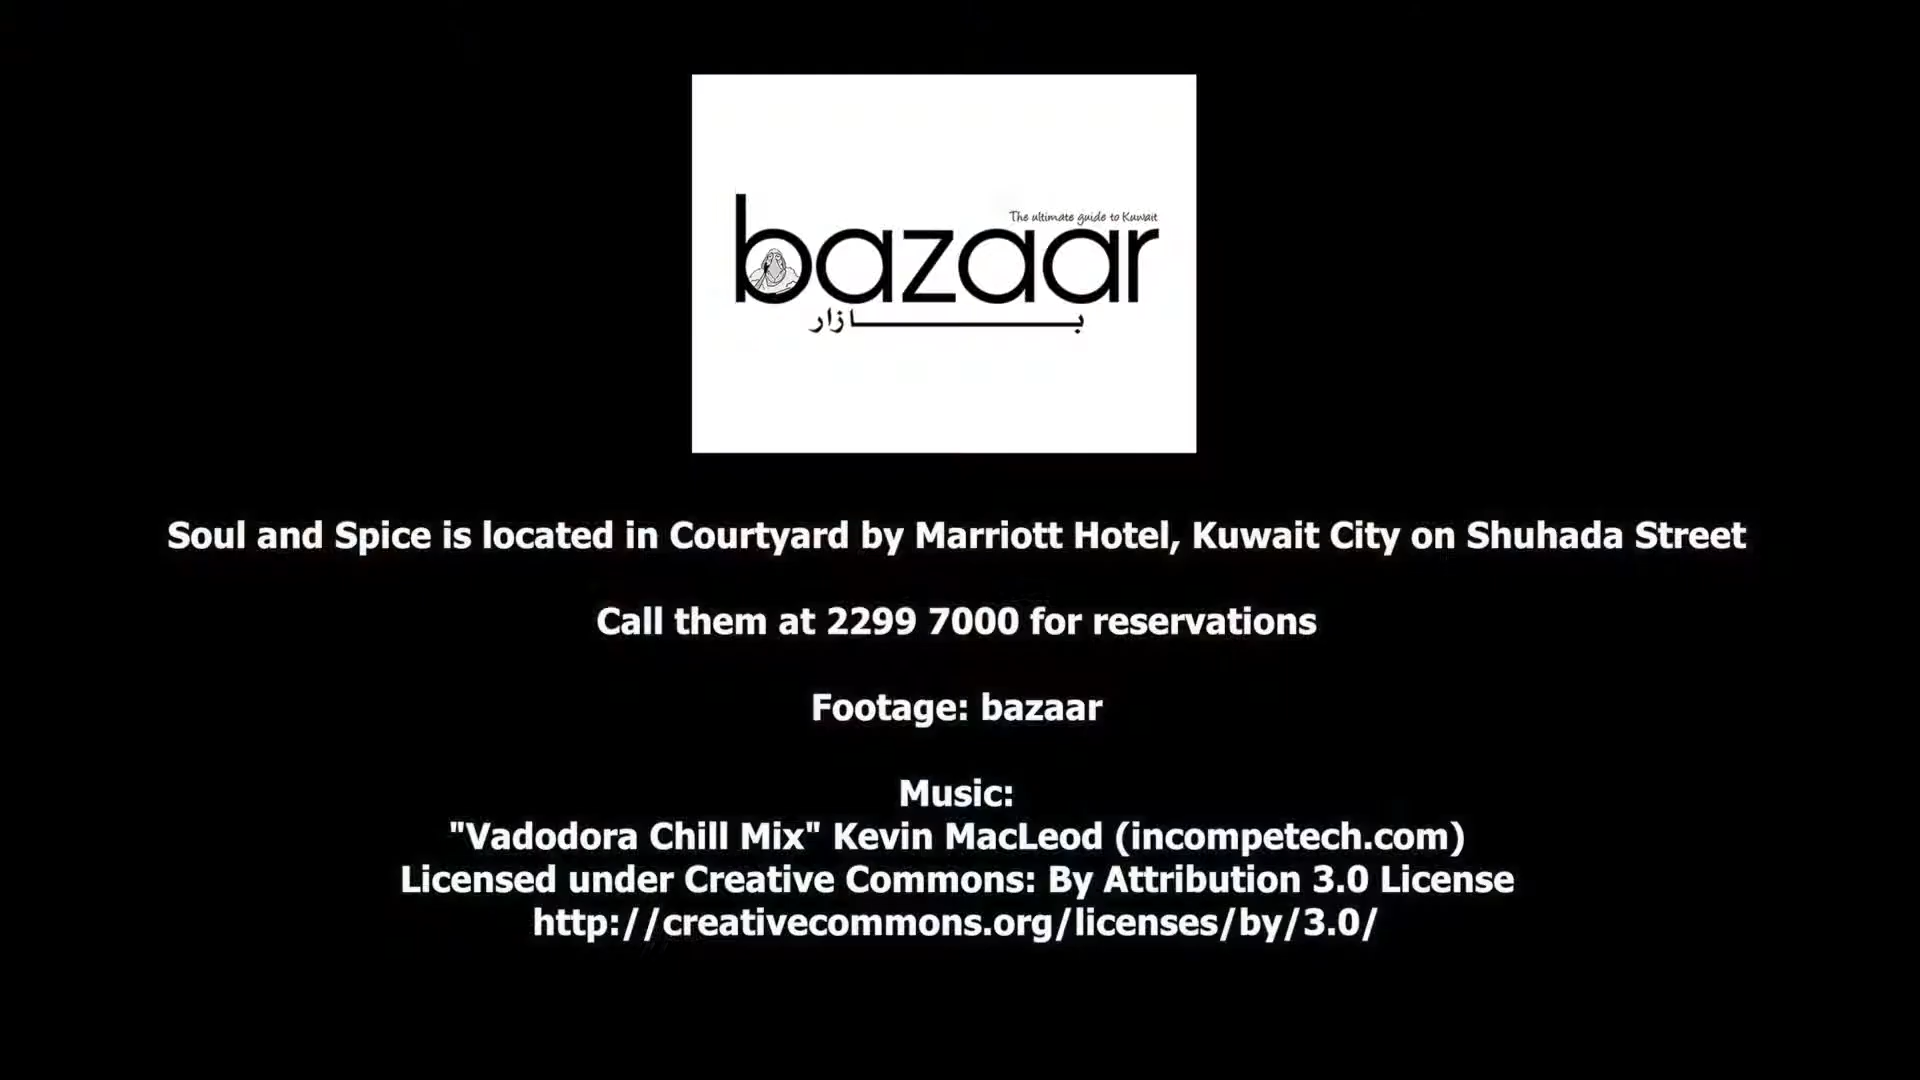 The ultimate guide to Kuwait
bazaar
بـــــازار
Soul and Spice is located in Courtyard by Marriott Hotel, Kuwait City on Shuhada Street
Call them at 2299 7000 for reservations
Footage: bazaar
Music:
"Vadodora Chill Mix" Kevin MacLeod (incompetech.com)
Licensed under Creative Commons: By Attribution 3.0 License
http://creativecommons.org/licenses/by/3.0/